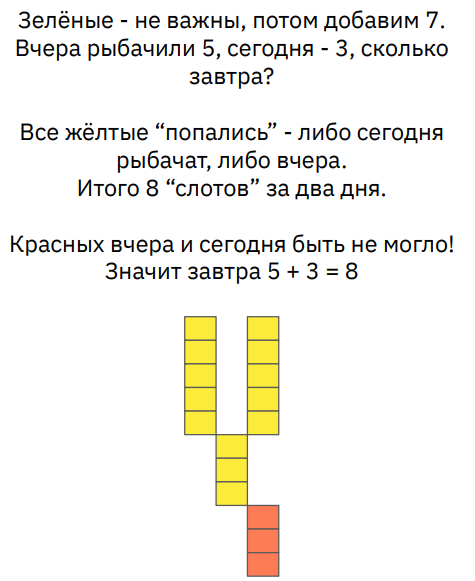 Зелёные - не важны, потом добавим 7.
Вчера рыбачили 5, сегодня - 3, сколько
завтра?
Все жёлтые “попались” - либо сегодня
рыбачат, либо вчера.
Итого 8 “слотов” за два дня.
Красных вчера и сегодня быть не могло!
Значит завтра 5 + 3 = 8